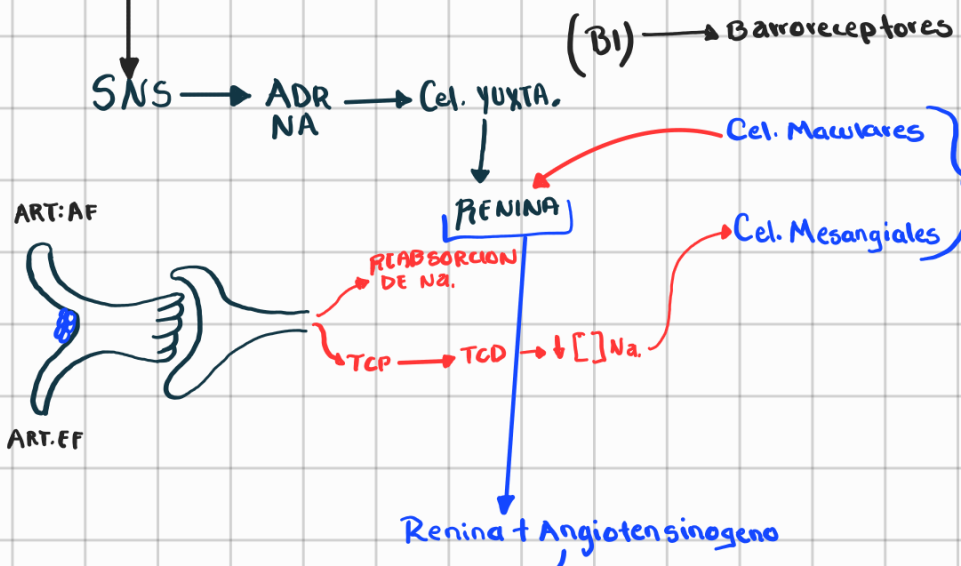 (B1) Barroreceptores
SNS ADR Cel. YUXTA.
NA
Cel. Maculares
ART: AF
RENINA
Cel. Mesangiales
REABSORCION
DE Na.
TCP TCD ↓ [ ] Na.
ART. EF
Renina + Angiotensinogeno